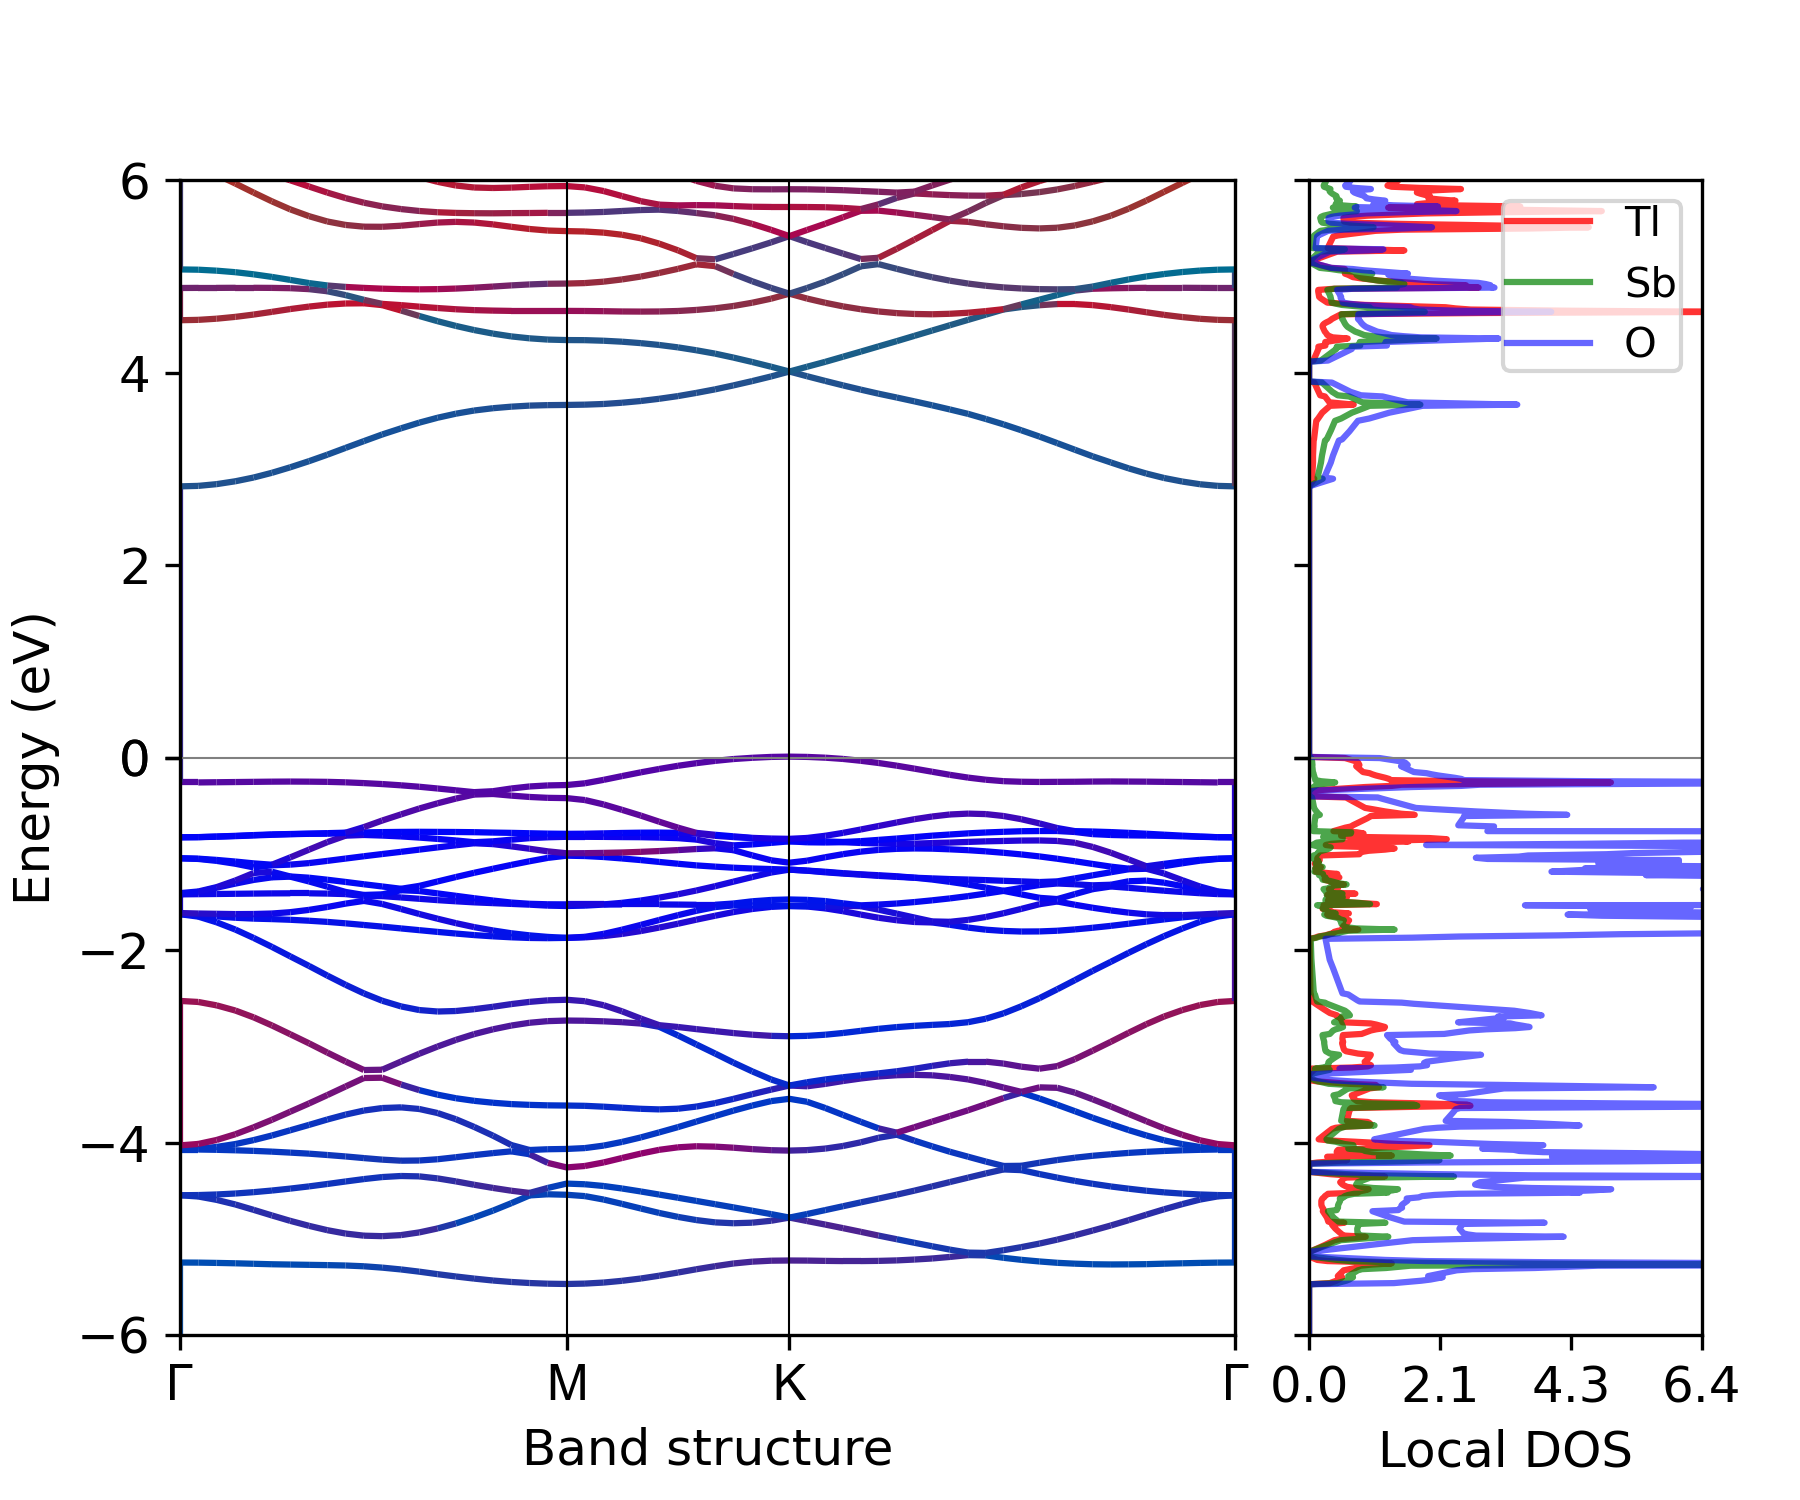 6
4
2
0
−2
−4
−6
Energy (eV)
Γ
M
K
Γ
Band structure
Tl
Sb
O
0.0
2.1
4.3
6.4
Local DOS